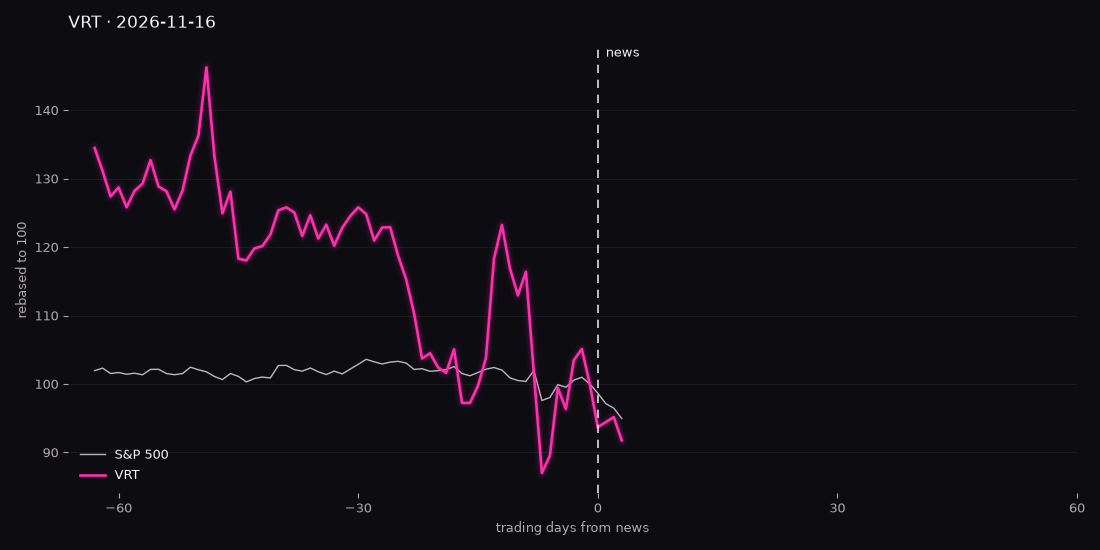 VRT · 2026-11-16
news
rebased to 100
140
130
120
110
100
90
S&P 500
VRT
−60
−30
0
30
60
trading days from news